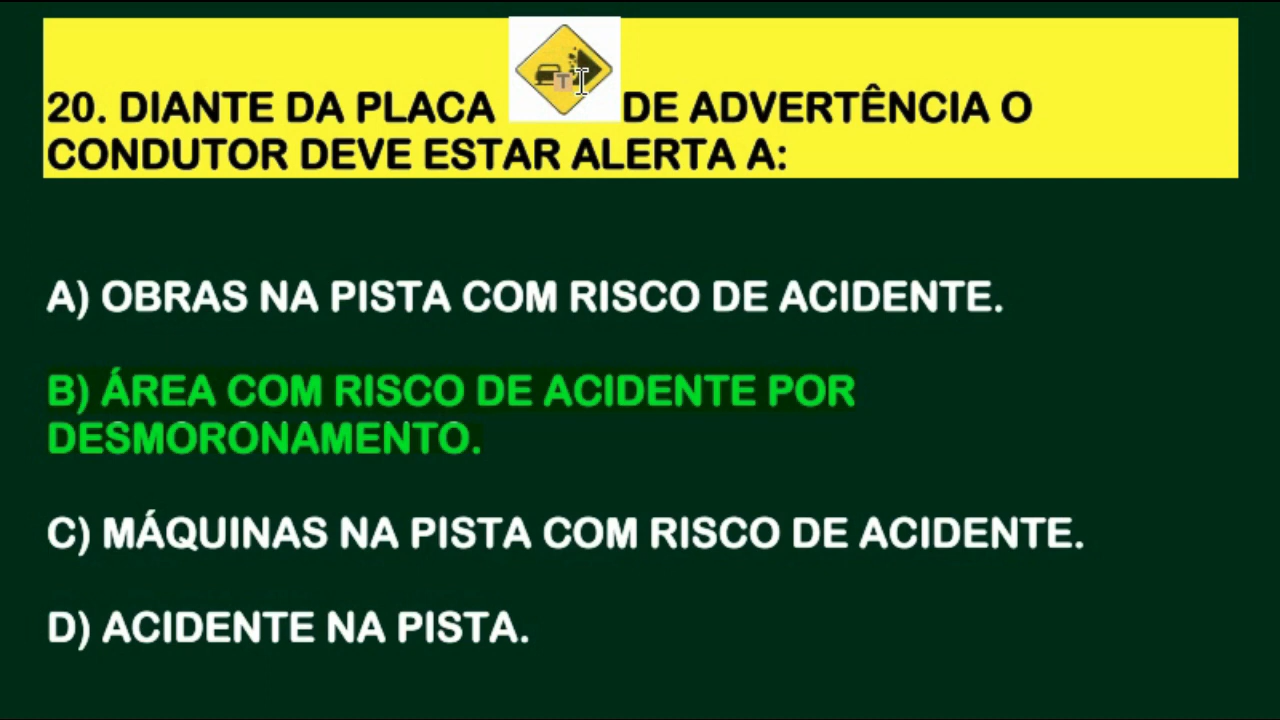 20. DIANTE DA PLACA DE ADVERTÊNCIA O
CONDUTOR DEVE ESTAR ALERTA A:
A) OBRAS NA PISTA COM RISCO DE ACIDENTE.
B) ÁREA COM RISCO DE ACIDENTE POR
DESMORONAMENTO.
C) MÁQUINAS NA PISTA COM RISCO DE ACIDENTE.
D) ACIDENTE NA PISTA.